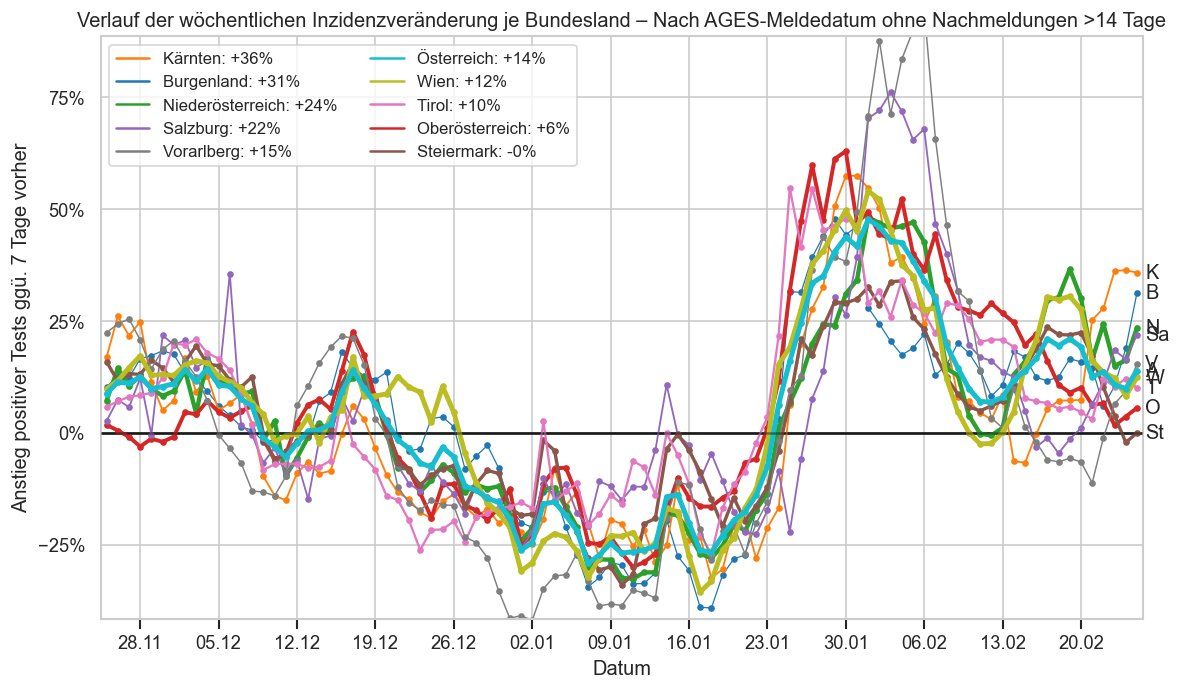 Verlauf der wöchentlichen Inzidenzveränderung je Bundesland – Nach AGES-Meldedatum ohne Nachmeldungen >14 Tage
Anstieg positiver Tests ggü. 7 Tage vorher
Kärnten: +36%
Burgenland: +31%
Niederösterreich: +24%
Salzburg: +22%
Vorarlberg: +15%
Österreich: +14%
Wien: +12%
Tirol: +10%
Oberösterreich: +6%
Steiermark: -0%
75%
50%
25%
0%
−25%
K
B
N
Sa
V
W
T
O
St
28.11
05.12
12.12
19.12
26.12
02.01
09.01
16.01
23.01
30.01
06.02
13.02
20.02
Datum